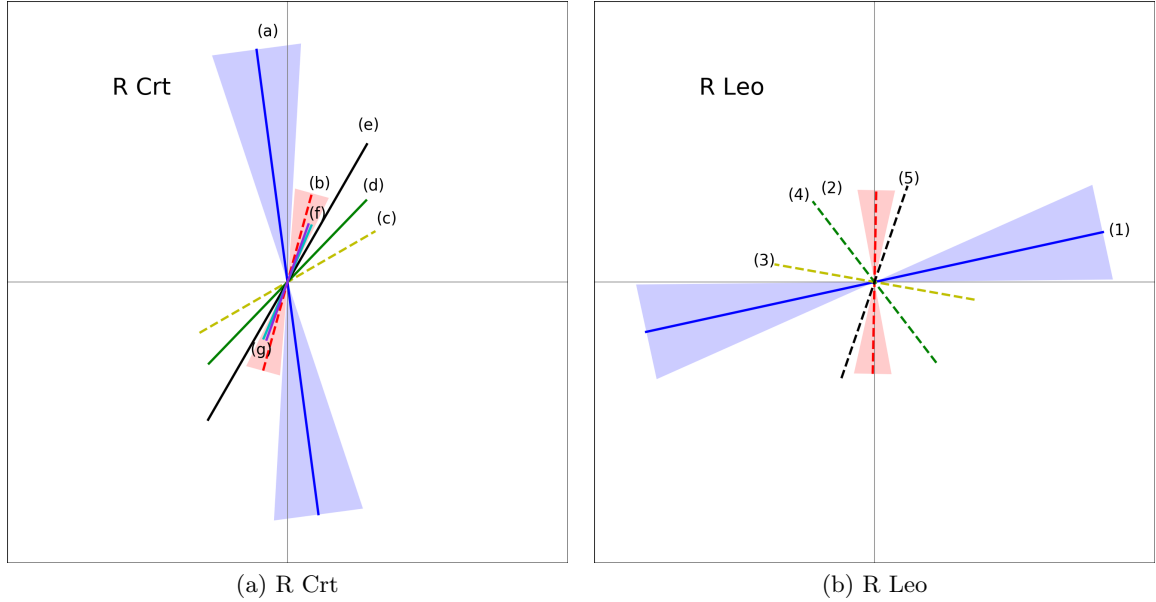 (a)
R Crt
(e)
(b)
(d)
(f)
(c)
(g)
(a) R Crt
R Leo
(5)
(2)
(4)
(1)
(3)
(b) R Leo